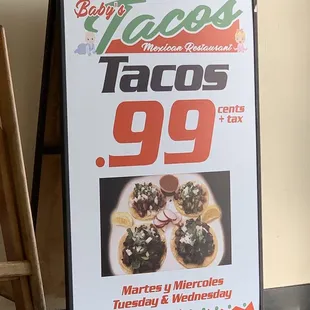 Baby's
Tacos
Mexican Restaurant
Tacos
.99
cents
+ tax
Martes y Miercoles
Tuesday & Wednesday